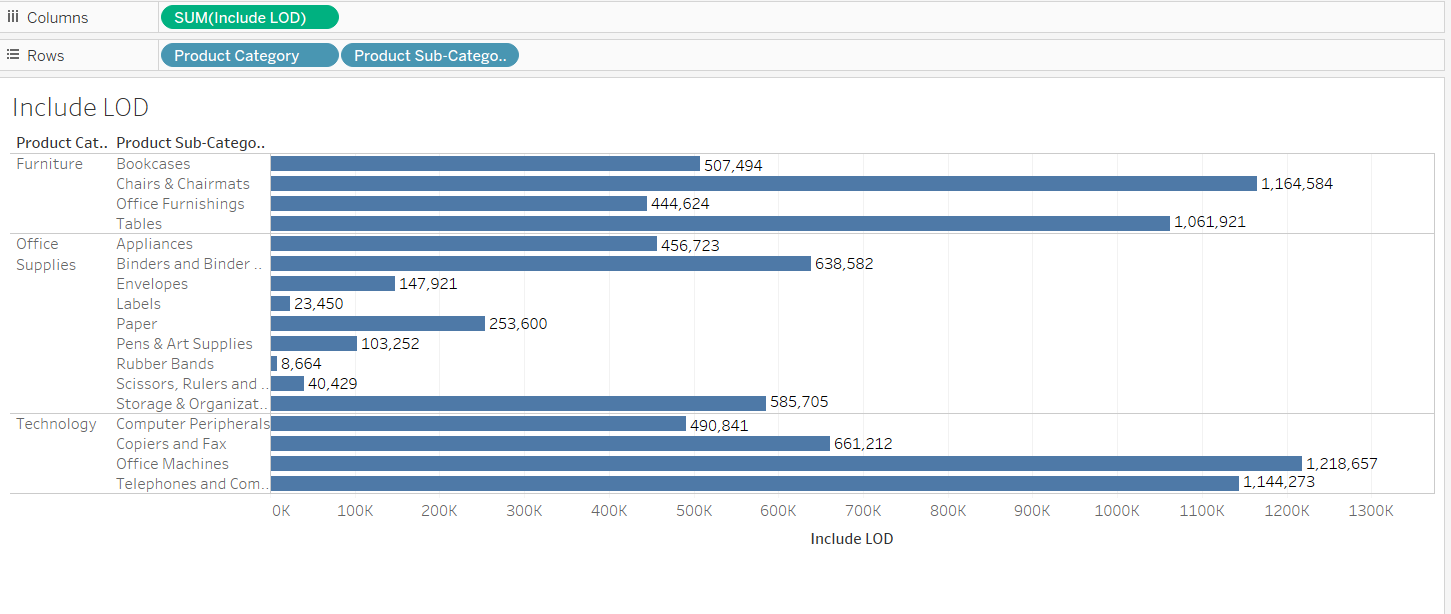 Columns SUM(Include LOD)
Rows Product Category Product Sub-Catego..
Include LOD
Product Cat.. Product Sub-Catego..
Furniture Bookcases 507,494
Chairs & Chairmats 1,164,584
Office Furnishings 444,624
Tables 1,061,921
Office Supplies Appliances 456,723
Binders and Binder .. 638,582
Envelopes 147,921
Labels 23,450
Paper 253,600
Pens & Art Supplies 103,252
Rubber Bands 8,664
Scissors, Rulers and .. 40,429
Storage & Organizat.. 585,705
Technology Computer Peripherals 490,841
Copiers and Fax 661,212
Office Machines 1,218,657
Telephones and Com.. 1,144,273
0K 100K 200K 300K 400K 500K 600K 700K 800K 900K 1000K 1100K 1200K 1300K
Include LOD